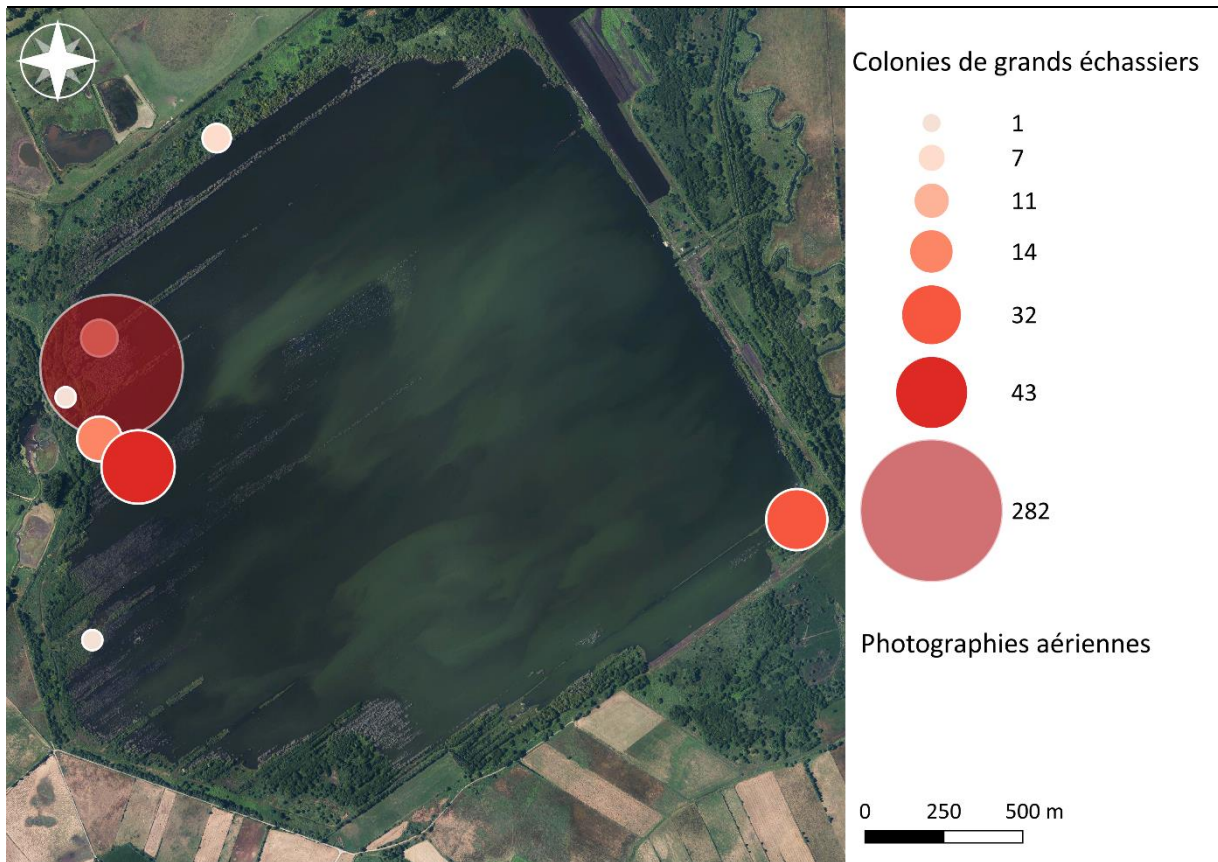 Colonies de grands échassiers
1
7
11
14
32
43
282
Photographies aériennes
0 250 500 m